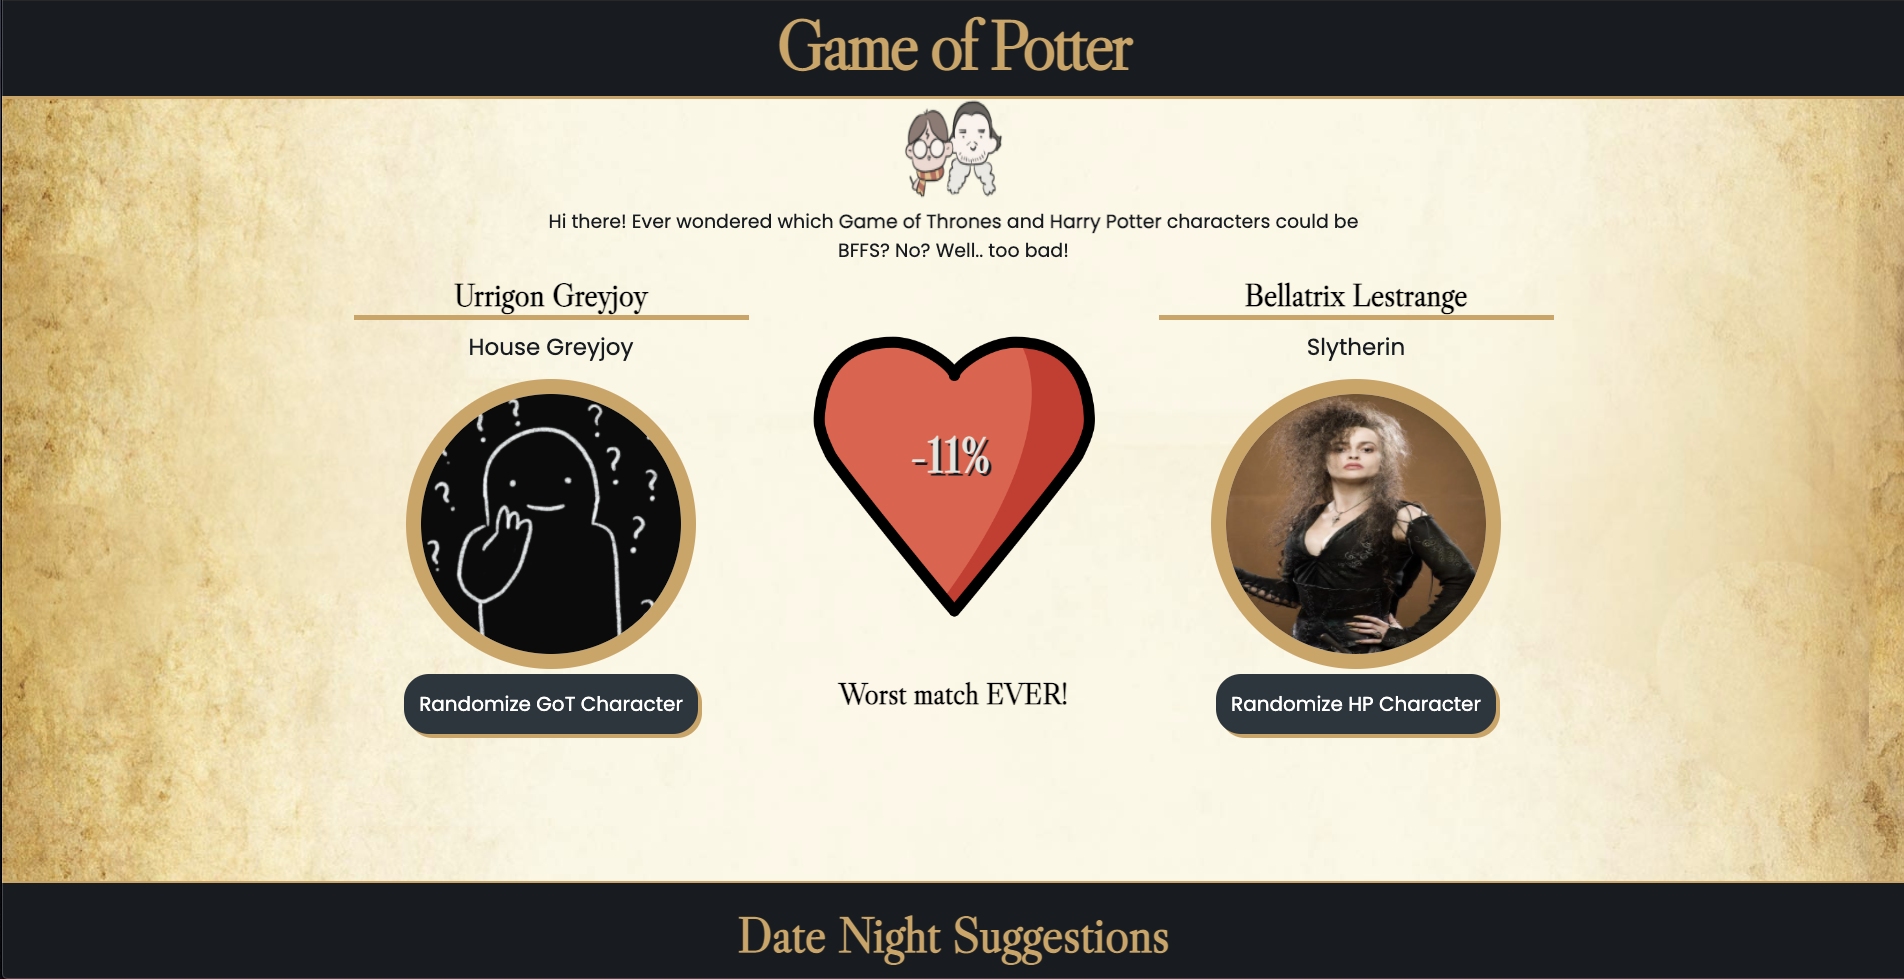 Game of Potter
Hi there! Ever wondered which Game of Thrones and Harry Potter characters could be
BFFS? No? Well.. too bad!
Urrigon Greyjoy
House Greyjoy
? ? ? ? ? ? ? ? ?
Randomize GoT Character
-11%
Worst match EVER!
Bellatrix Lestrange
Slytherin
Randomize HP Character
Date Night Suggestions